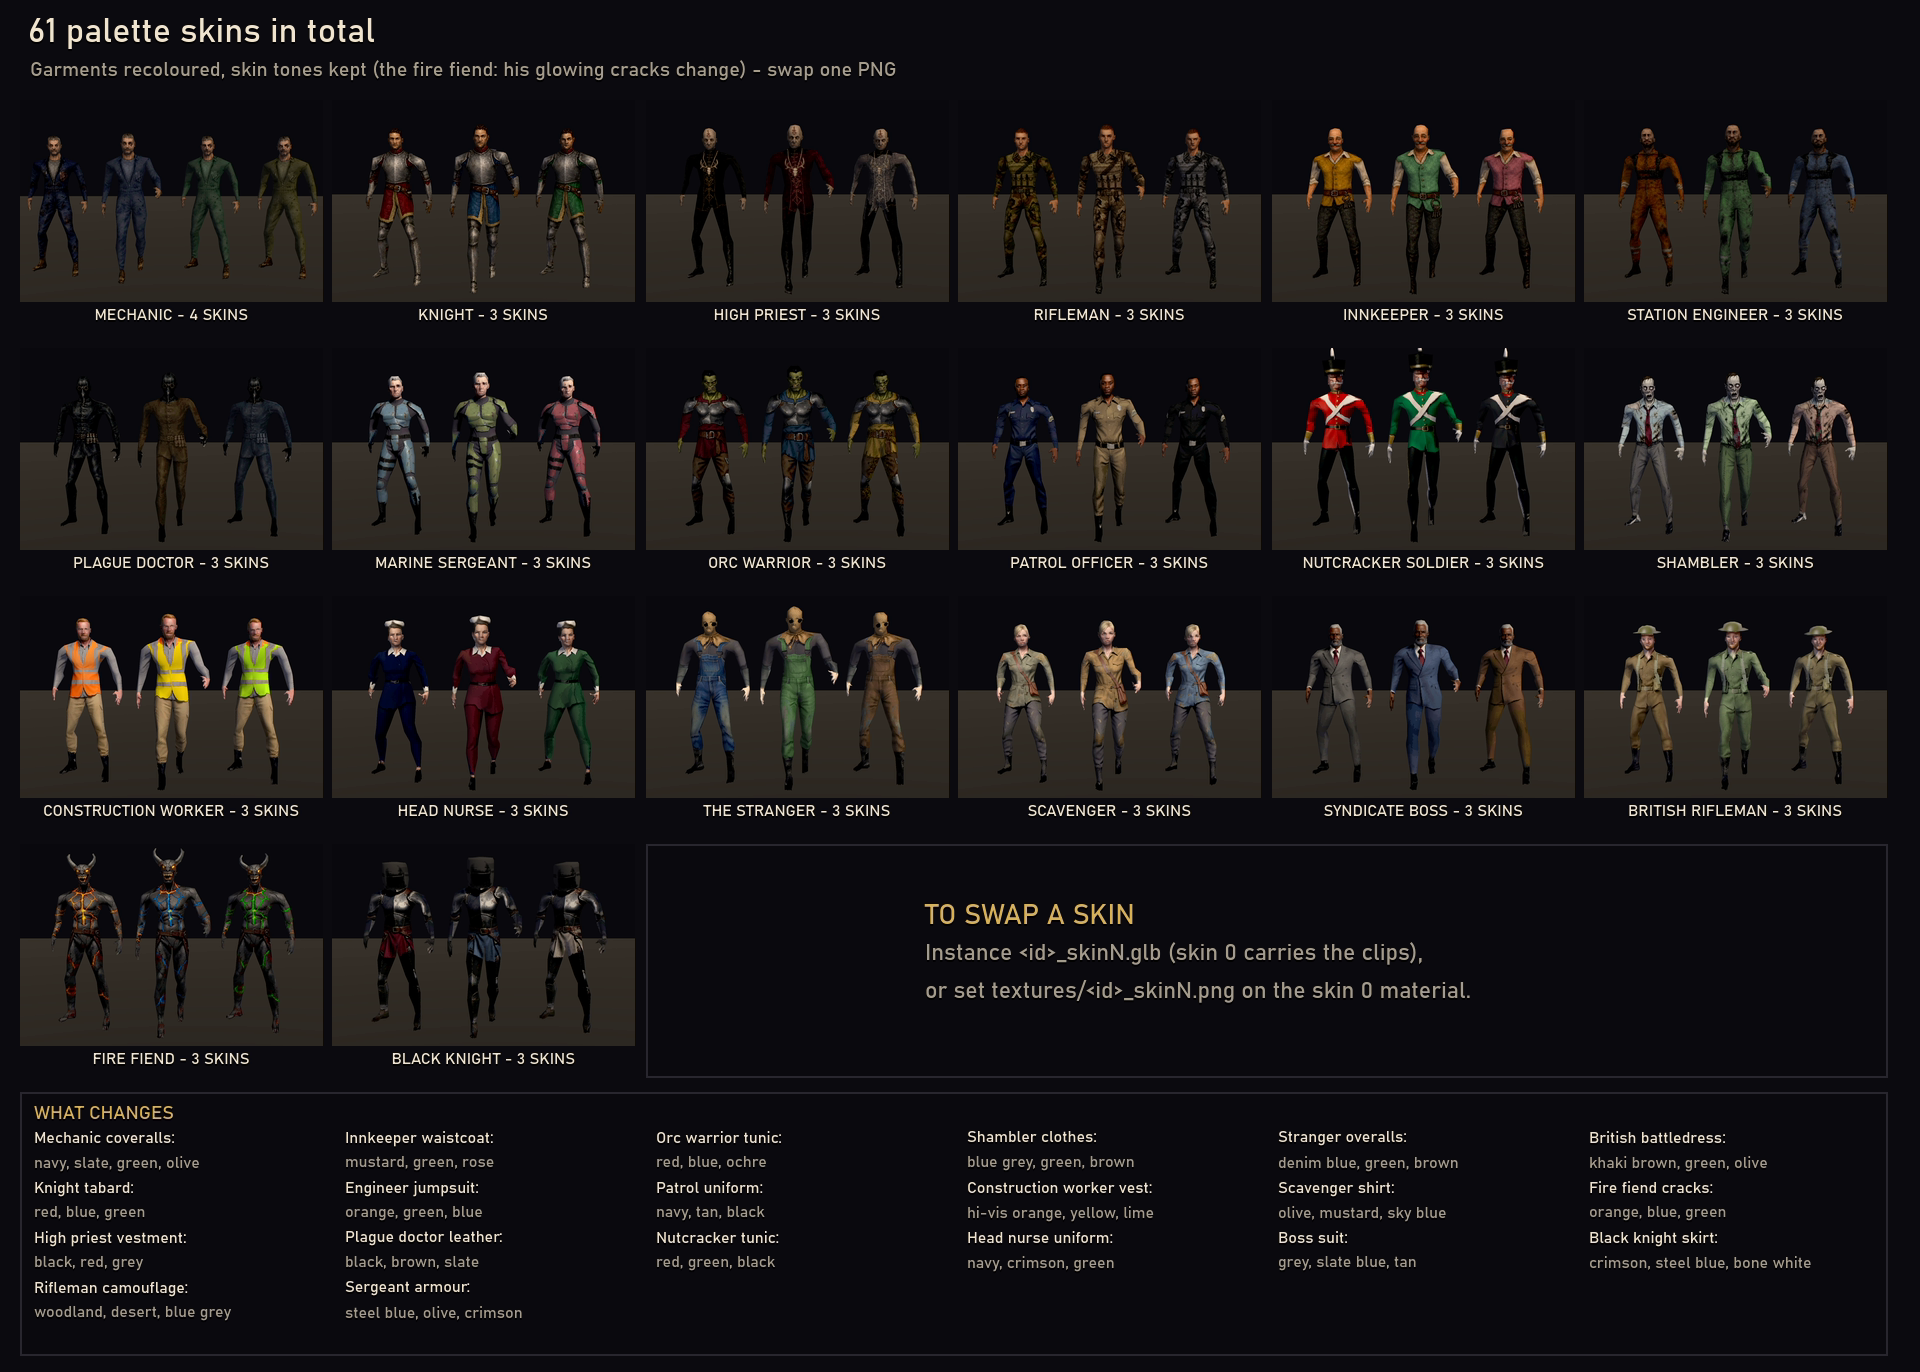 61 palette skins in total
Garments recoloured, skin tones kept (the fire fiend: his glowing cracks change) - swap one PNG
MECHANIC - 4 SKINS
KNIGHT - 3 SKINS
HIGH PRIEST - 3 SKINS
RIFLEMAN - 3 SKINS
INNKEEPER - 3 SKINS
STATION ENGINEER - 3 SKINS
PLAGUE DOCTOR - 3 SKINS
MARINE SERGEANT - 3 SKINS
ORC WARRIOR - 3 SKINS
PATROL OFFICER - 3 SKINS
NUTCRACKER SOLDIER - 3 SKINS
SHAMBLER - 3 SKINS
CONSTRUCTION WORKER - 3 SKINS
HEAD NURSE - 3 SKINS
THE STRANGER - 3 SKINS
SCAVENGER - 3 SKINS
SYNDICATE BOSS - 3 SKINS
BRITISH RIFLEMAN - 3 SKINS
FIRE FIEND - 3 SKINS
BLACK KNIGHT - 3 SKINS
TO SWAP A SKIN
Instance <id>_skinN.glb (skin 0 carries the clips),
or set textures/<id>_skinN.png on the skin 0 material.
WHAT CHANGES
Mechanic coveralls:
navy, slate, green, olive
Knight tabard:
red, blue, green
High priest vestment:
black, red, grey
Rifleman camouflage:
woodland, desert, blue grey
Innkeeper waistcoat:
mustard, green, rose
Engineer jumpsuit:
orange, green, blue
Plague doctor leather:
black, brown, slate
Sergeant armour:
steel blue, olive, crimson
Orc warrior tunic:
red, blue, ochre
Patrol uniform:
navy, tan, black
Nutcracker tunic:
red, green, black
Shambler clothes:
blue grey, green, brown
Construction worker vest:
hi-vis orange, yellow, lime
Head nurse uniform:
navy, crimson, green
Stranger overalls:
denim blue, green, brown
Scavenger shirt:
olive, mustard, sky blue
Boss suit:
grey, slate blue, tan
British battledress:
khaki brown, green, olive
Fire fiend cracks:
orange, blue, green
Black knight skirt:
crimson, steel blue, bone white